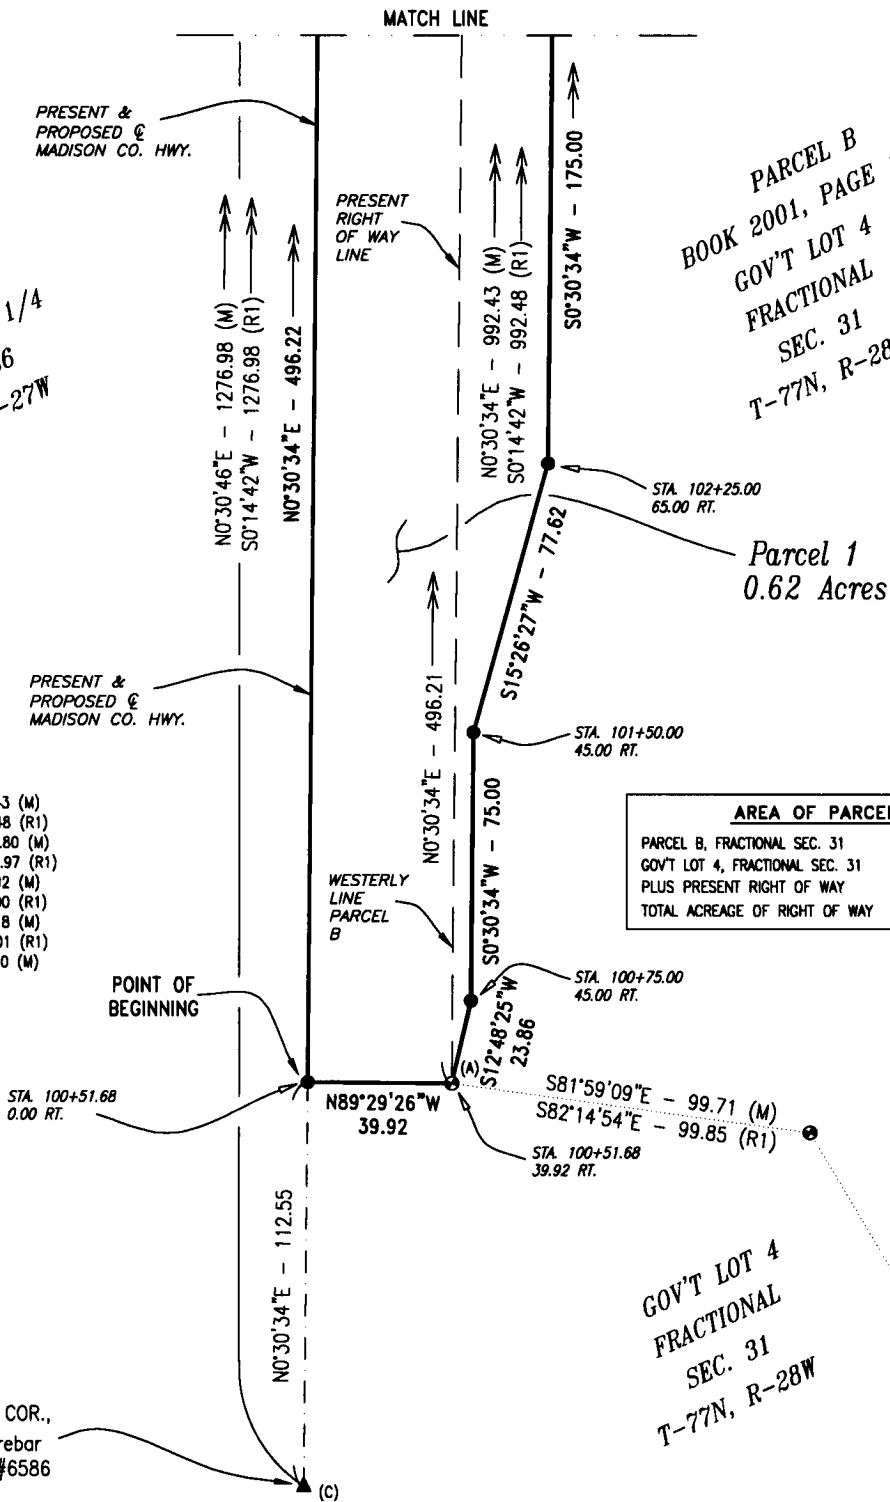 MATCH LINE
PRESENT &
PROPOSED ℄
MADISON CO. HWY.
PRESENT
RIGHT
OF WAY
LINE
N0°30'46"E - 1276.98 (M)
S0°14'42"W - 1276.98 (R1)
N0°30'34"E - 496.22
N0°30'34"E - 992.43 (M)
S0°14'42"W - 992.48 (R1)
S0°30'34"W - 175.00
PARCEL B
BOOK 2001, PAGE
GOV'T LOT 4
FRACTIONAL
SEC. 31
T-77N, R-28
1/4
6
-27W
STA. 102+25.00
65.00 RT.
Parcel 1
0.62 Acres
S15°26'27"W - 77.62
N0°30'34"E - 496.21
PRESENT &
PROPOSED ℄
MADISON CO. HWY.
STA. 101+50.00
45.00 RT.
3 (M)
48 (R1)
.80 (M)
.97 (R1)
02 (M)
00 (R1)
18 (M)
01 (R1)
0 (M)
S0°30'34"W - 75.00
AREA OF PARCEL
PARCEL B, FRACTIONAL SEC. 31
GOV'T LOT 4, FRACTIONAL SEC. 31
PLUS PRESENT RIGHT OF WAY
TOTAL ACREAGE OF RIGHT OF WAY
WESTERLY
LINE
PARCEL
B
POINT OF
BEGINNING
STA. 100+75.00
45.00 RT.
S12°48'25"W
23.86
(A)
STA. 100+51.68
0.00 RT.
N89°29'26"W
39.92
S81°59'09"E - 99.71 (M)
S82°14'54"E - 99.85 (R1)
STA. 100+51.68
39.92 RT.
N0°30'34"E - 112.55
GOV'T LOT 4
FRACTIONAL
SEC. 31
T-77N, R-28W
COR.,
rebar
#6586
(C)